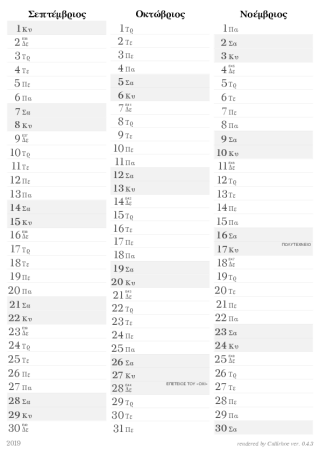 Σεπτέμβριος
1 Κυ
2 Δε
3 Τρ
4 Τε
5 Πε
6 Πα
7 Σα
8 Κυ
9 Δε
10 Τρ
11 Τε
12 Πε
13 Πα
14 Σα
15 Κυ
16 Δε
17 Τρ
18 Τε
19 Πε
20 Πα
21 Σα
22 Κυ
23 Δε
24 Τρ
25 Τε
26 Πε
27 Πα
28 Σα
29 Κυ
30 Δε
Οκτώβριος
1 Τρ
2 Τε
3 Πε
4 Πα
5 Σα
6 Κυ
7 Δε
8 Τρ
9 Τε
10 Πε
11 Πα
12 Σα
13 Κυ
14 Δε
15 Τρ
16 Τε
17 Πε
18 Πα
19 Σα
20 Κυ
21 Δε
22 Τρ
23 Τε
24 Πε
25 Πα
26 Σα
27 Κυ
28 Δε ΕΠΕΤΕΙΟΣ ΤΟΥ «ΟΧΙ»
29 Τρ
30 Τε
31 Πε
Νοέμβριος
1 Πα
2 Σα
3 Κυ
4 Δε
5 Τρ
6 Τε
7 Πε
8 Πα
9 Σα
10 Κυ
11 Δε
12 Τρ
13 Τε
14 Πε
15 Πα
16 Σα
17 Κυ ΠΟΛΥΤΕΧΝΕΙΟ
18 Δε
19 Τρ
20 Τε
21 Πε
22 Πα
23 Σα
24 Κυ
25 Δε
26 Τρ
27 Τε
28 Πε
29 Πα
30 Σα
2019
rendered by Callirhoe ver. 0.4.3